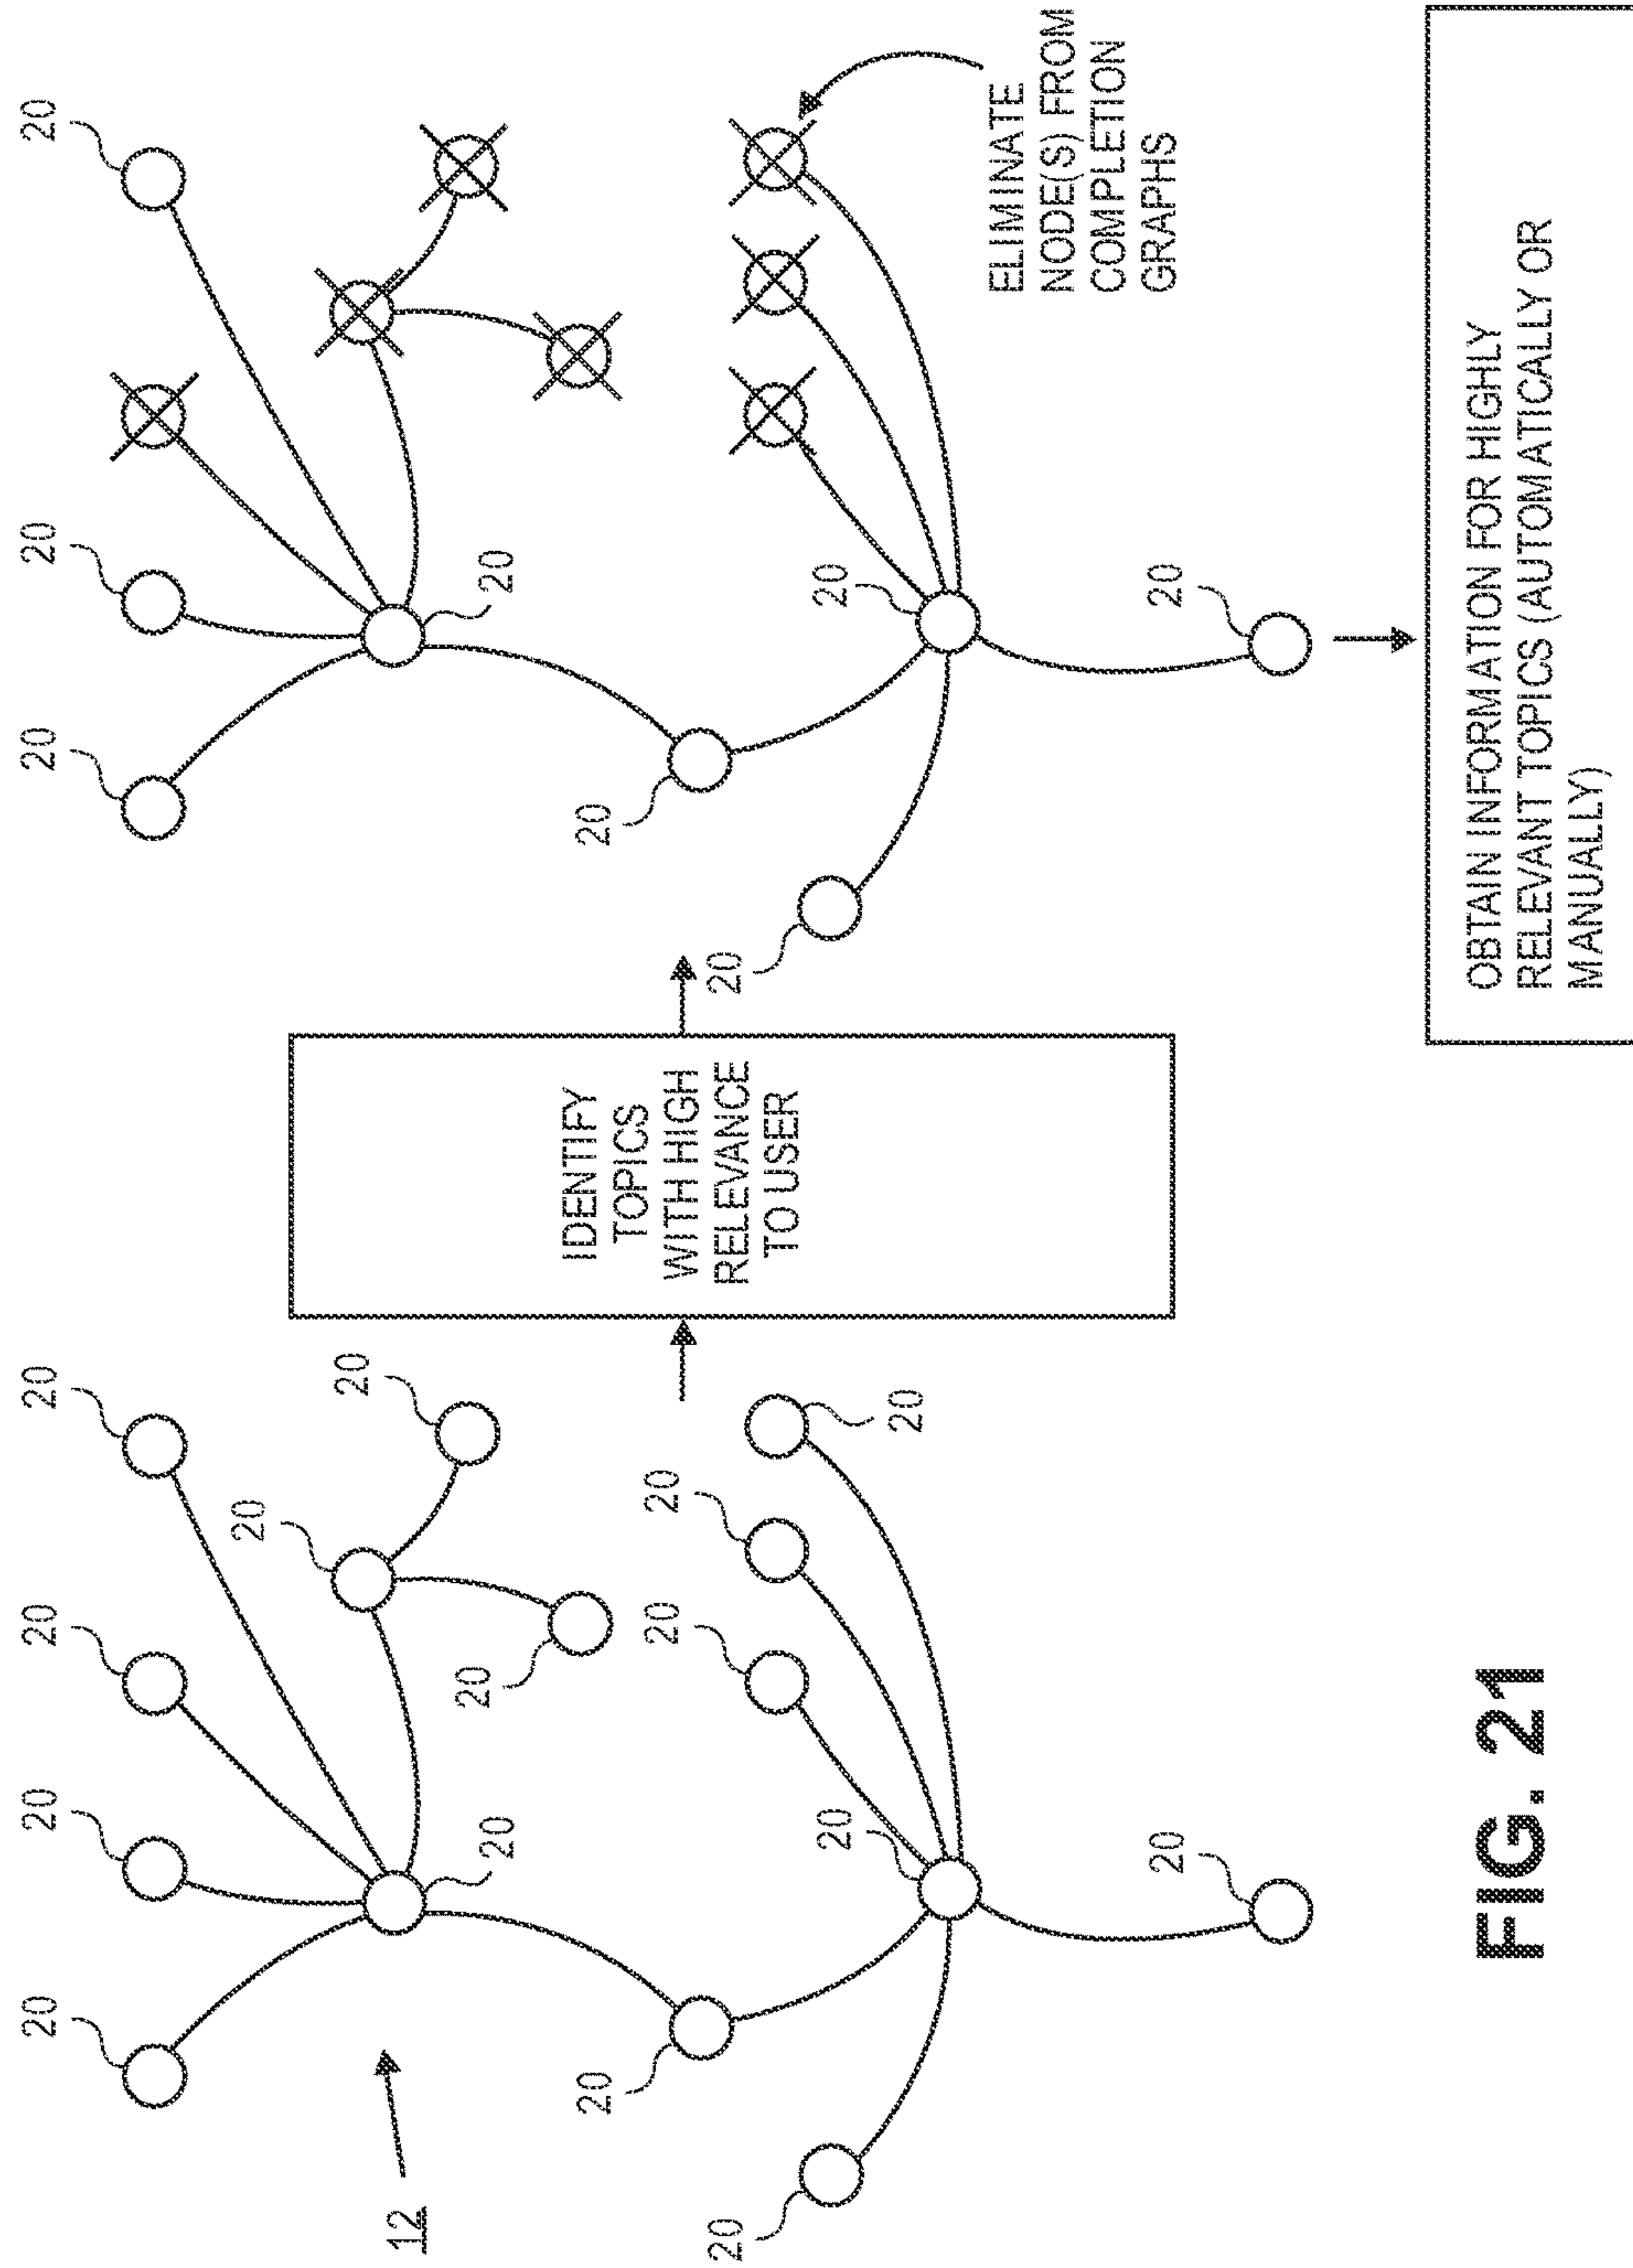 20
20
20
20
20
20
12
20
20
20
20
20
20
20
20
20
IDENTIFY
TOPICS
WITH HIGH
RELEVANCE
TO USER
20
20
20
20
20
20
20
20
ELIMINATE
NODE(S) FROM
COMPLETION
GRAPHS
OBTAIN INFORMATION FOR HIGHLY
RELEVANT TOPICS (AUTOMATICALLY OR
MANUALLY)
FIG. 21